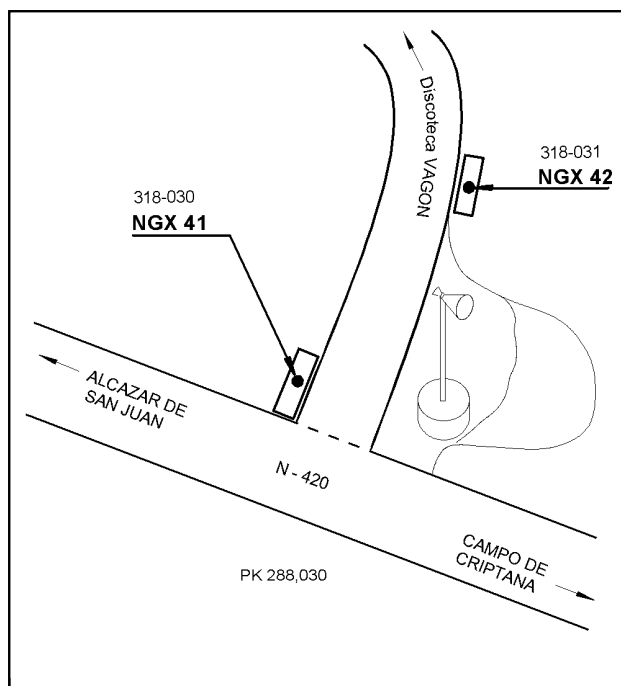 Discoteca VAGON
318-031
NGX 42
318-030
NGX 41
ALCAZAR DE
SAN JUAN
N - 420
CAMPO DE
CRIPTANA
PK 288,030